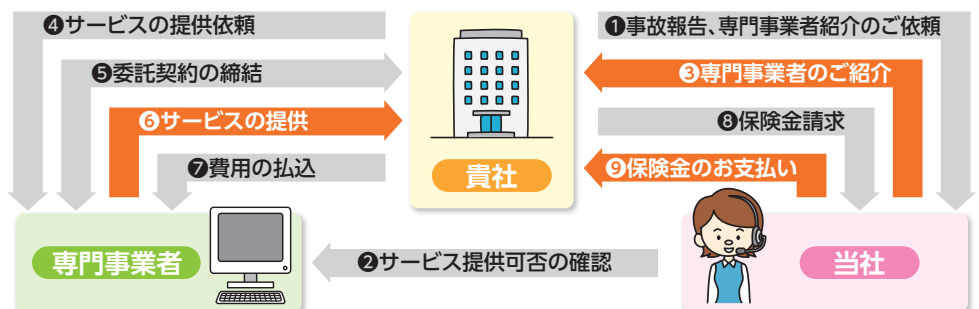 ❹サービスの提供依頼
❶事故報告、専門事業者紹介のご依頼
❺委託契約の締結
❸専門事業者のご紹介
❻サービスの提供
❽保険金請求
❼費用の払込
貴社
❾保険金のお支払い
専門事業者
❷サービス提供可否の確認
当社